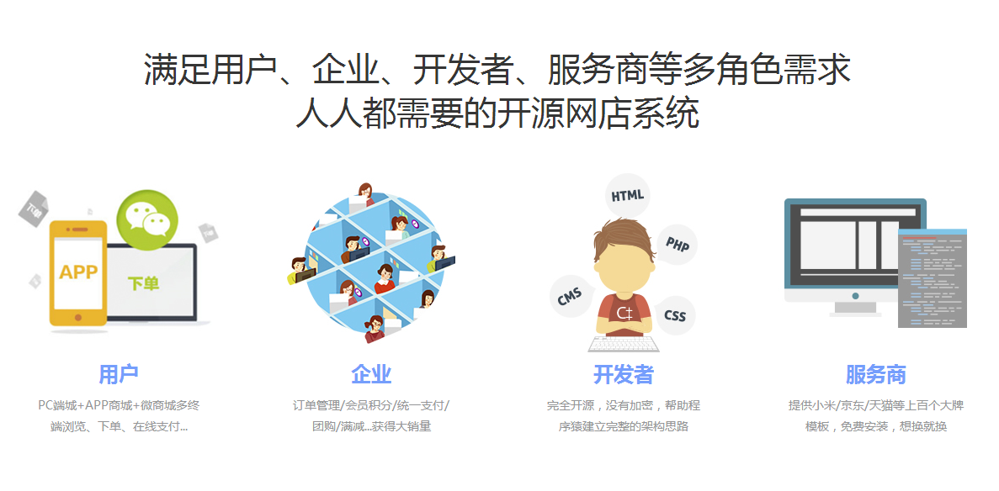 满足用户、企业、开发者、服务商等多角色需求
人人都需要的开源网店系统
下单
APP
下单
HTML
PHP
CMS
CSS
C#
用户
PC端城+APP商城+微商城多终
端浏览、下单、在线支付...
企业
订单管理/会员积分/统一支付/
团购/满减...获得大销量
开发者
完全开源，没有加密，帮助程
序猿建立完整的架构思路
服务商
提供小米/京东/天猫等上百个大牌
模板，免费安装，想换就换